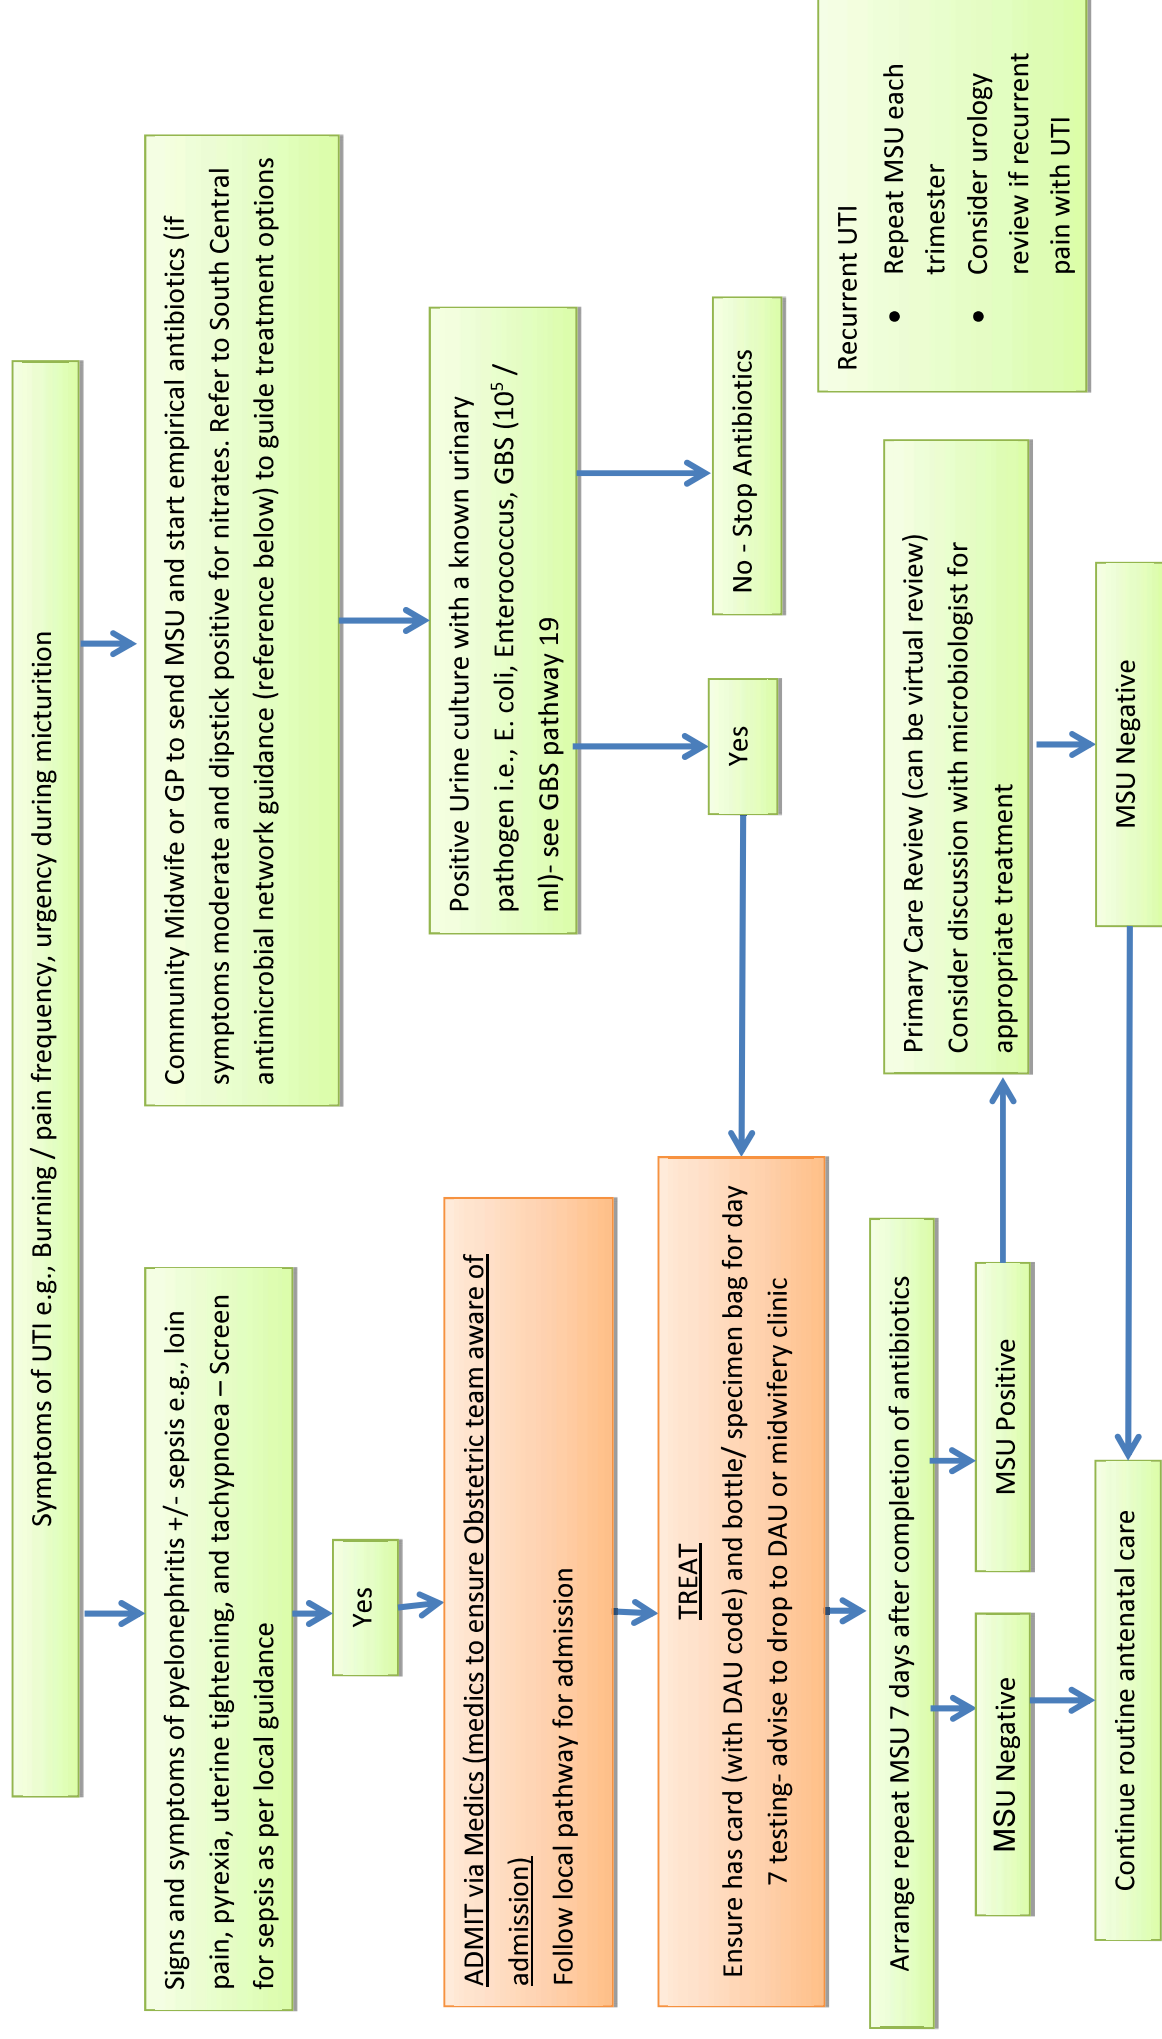 Symptoms of UTI e.g., Burning / pain frequency, urgency during micturition
Signs and symptoms of pyelonephritis +/- sepsis e.g., loin
pain, pyrexia, uterine tightening, and tachypnoea – Screen
for sepsis as per local guidance
Community Midwife or GP to send MSU and start empirical antibiotics (if
symptoms moderate and dipstick positive for nitrates. Refer to South Central
antimicrobial network guidance (reference below) to guide treatment options
Yes
ADMIT via Medics (medics to ensure Obstetric team aware of
admission)
Follow local pathway for admission
Positive Urine culture with a known urinary
pathogen i.e., E. coli, Enterococcus, GBS (10⁵ /
ml)- see GBS pathway 19
Yes
No - Stop Antibiotics
TREAT
Ensure has card (with DAU code) and bottle/ specimen bag for day
7 testing- advise to drop to DAU or midwifery clinic
Arrange repeat MSU 7 days after completion of antibiotics
MSU Negative
MSU Positive
Primary Care Review (can be virtual review)
Consider discussion with microbiologist for
appropriate treatment
Recurrent UTI
• Repeat MSU each
trimester
• Consider urology
review if recurrent
pain with UTI
Continue routine antenatal care
MSU Negative